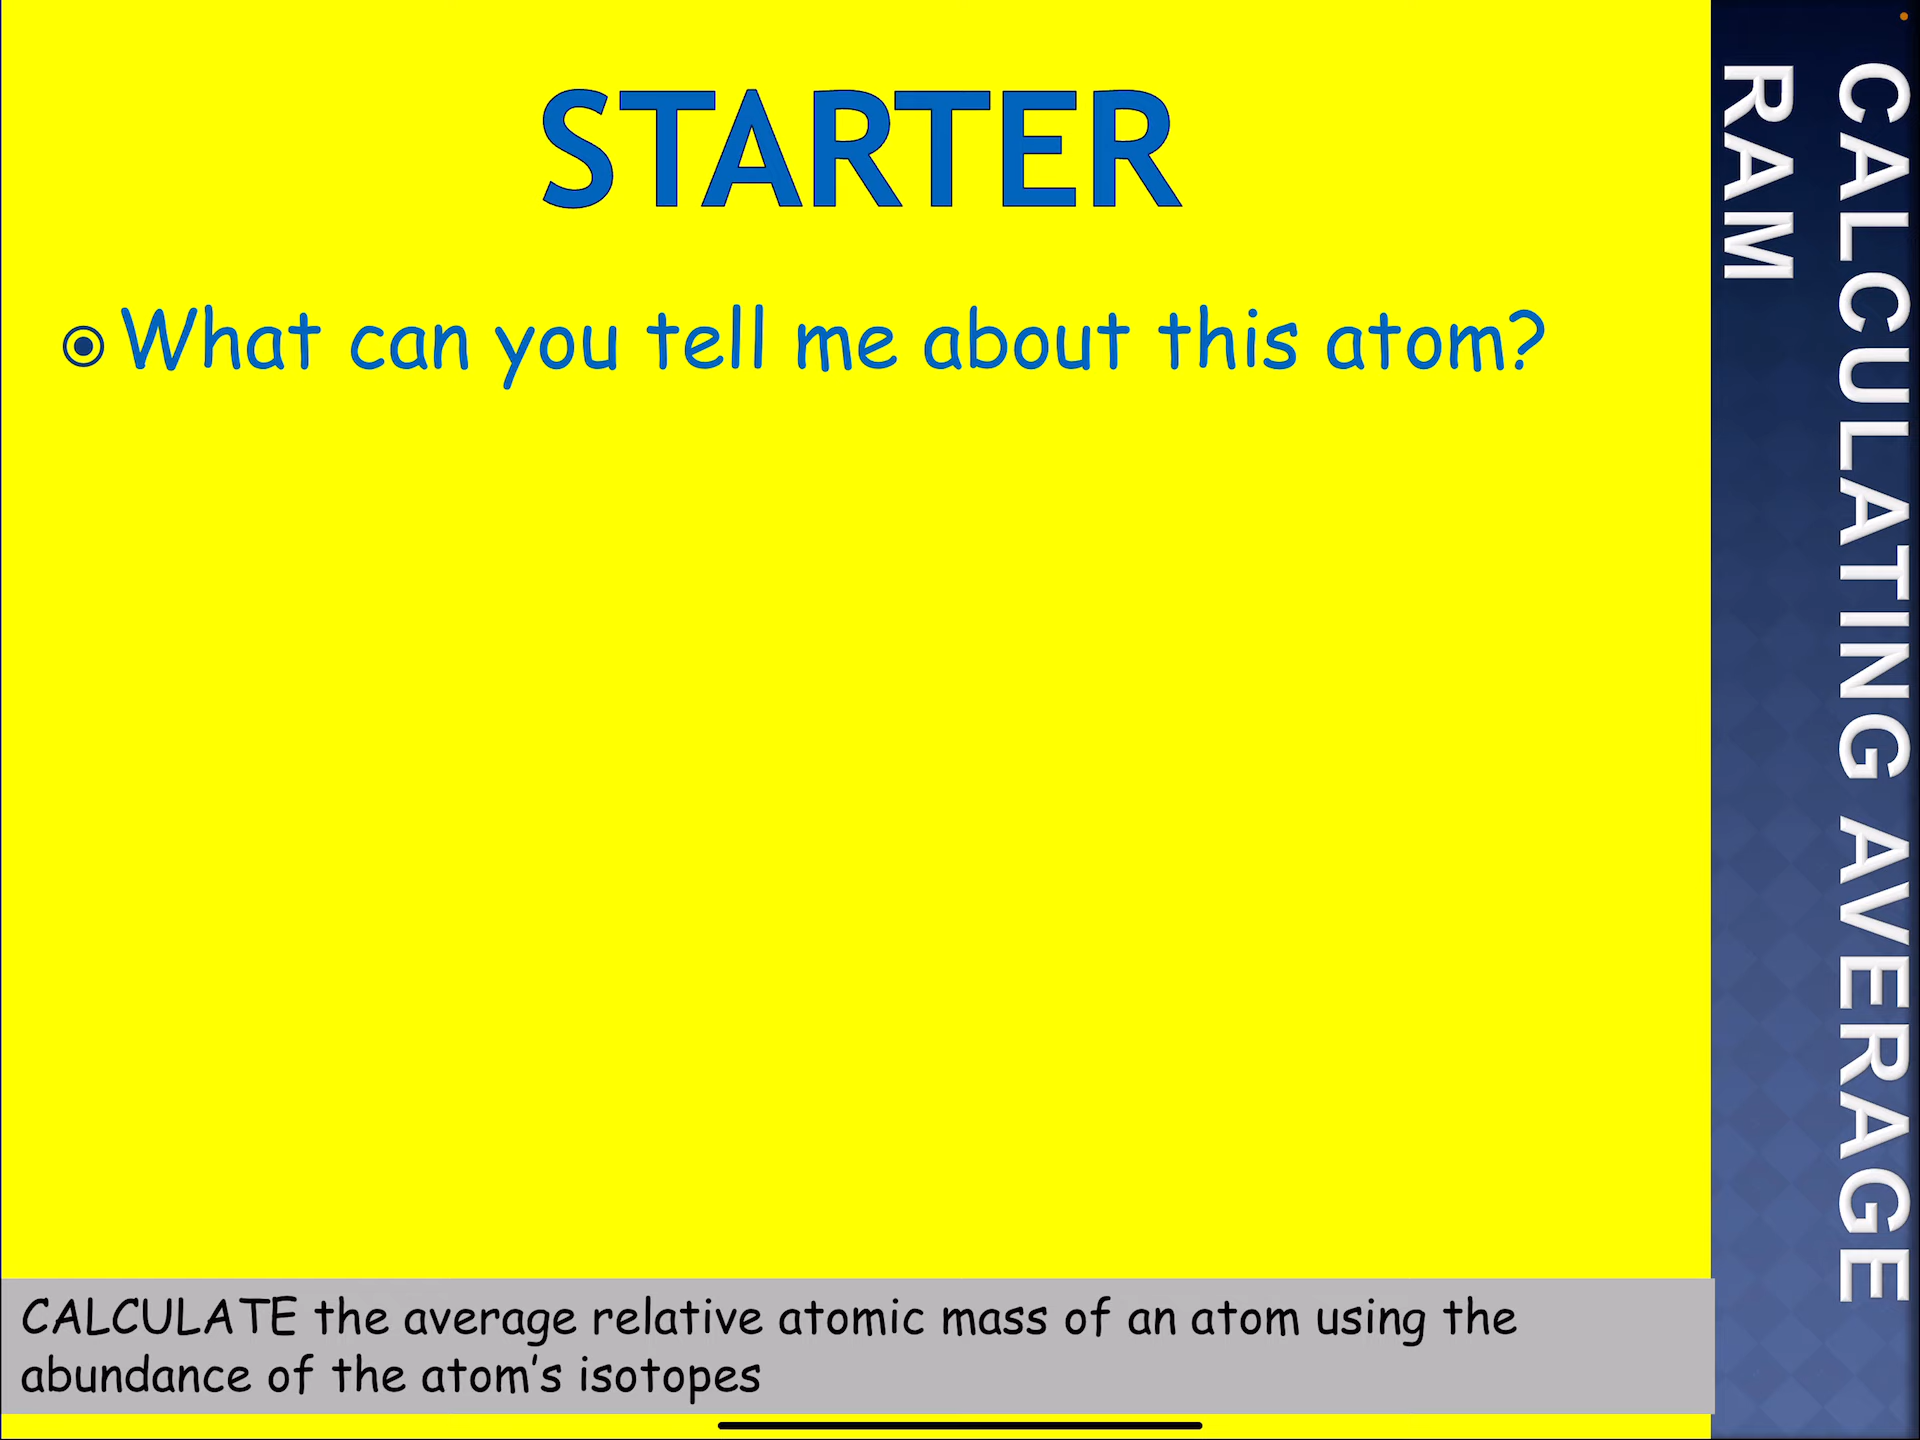 STARTER
What can you tell me about this atom?
CALCULATE the average relative atomic mass of an atom using the
abundance of the atom's isotopes
CALCULATING AVERAGE
RAM